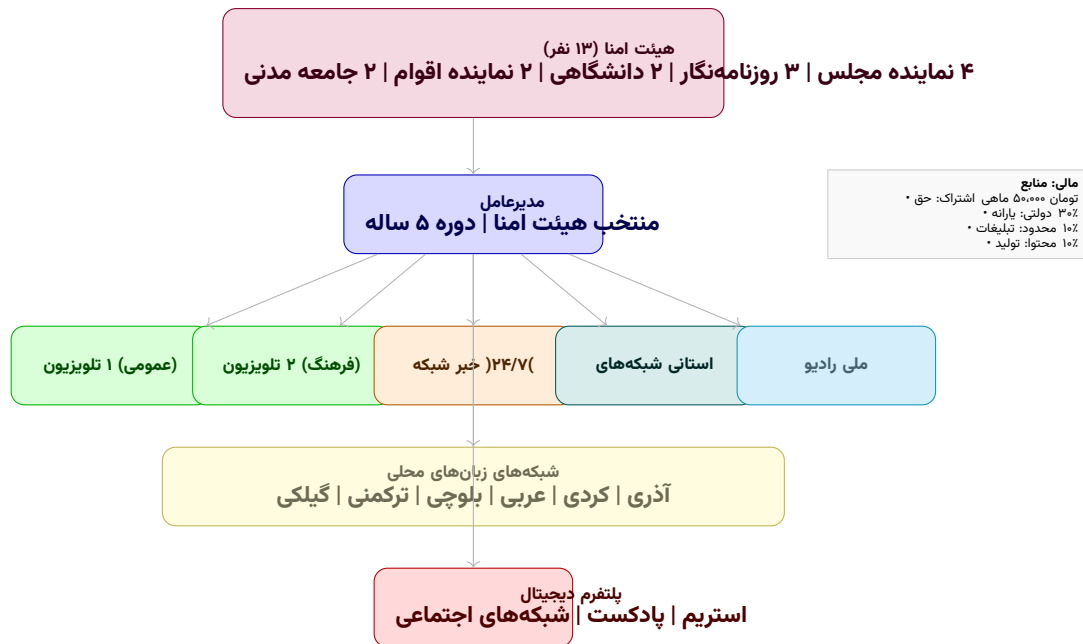 هیئت امنا (۱۳ نفر)
۴ نماینده مجلس | ۳ روزنامه‌نگار | ۲ دانشگاهی | ۲ نماینده اقوام | ۲ جامعه مدنی
مدیرعامل
منتخب هیئت امنا | دوره ۵ ساله
مالی: منابع
تومان ۵۰،۰۰۰ ماهی اشتراک: حق •
۳۰٪ دولتی: یارانه •
۱۰٪ محدود: تبلیغات •
۱۰٪ محتوا: تولید •
ملی رادیو
استانی شبکه‌های
)۲۴/۷( خبر شبکه
(فرهنگ) ۲ تلویزیون
(عمومی) ۱ تلویزیون
شبکه‌های زبان‌های محلی
آذری | کردی | عربی | بلوچی | ترکمنی | گیلکی
پلتفرم دیجیتال
استریم | پادکست | شبکه‌های اجتماعی